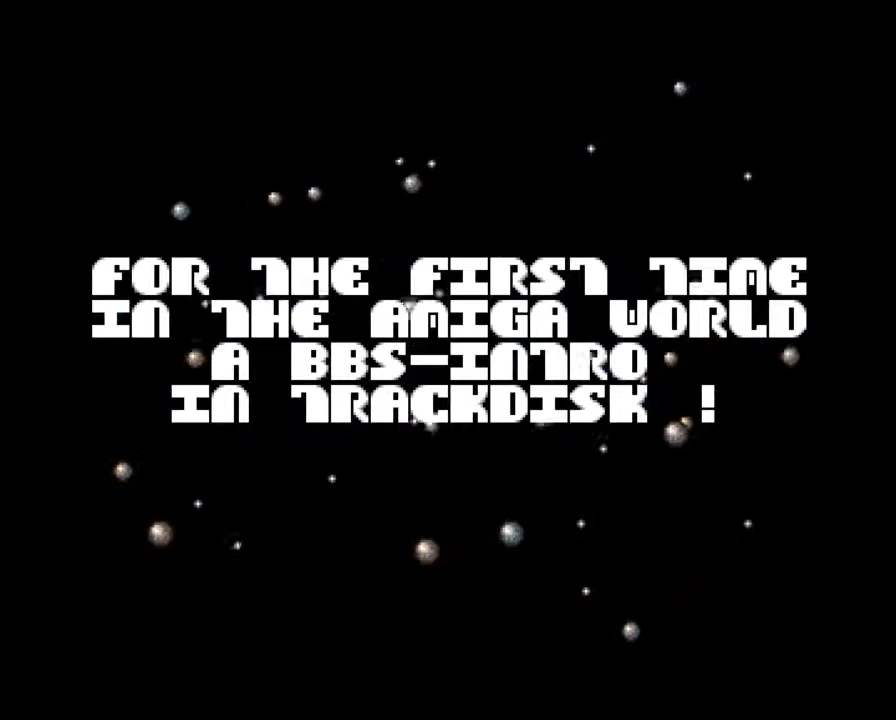 FOR THE FIRST TIME
IN THE AMIGA WORLD
A BBS-INTRO
IN TRACKDISK !